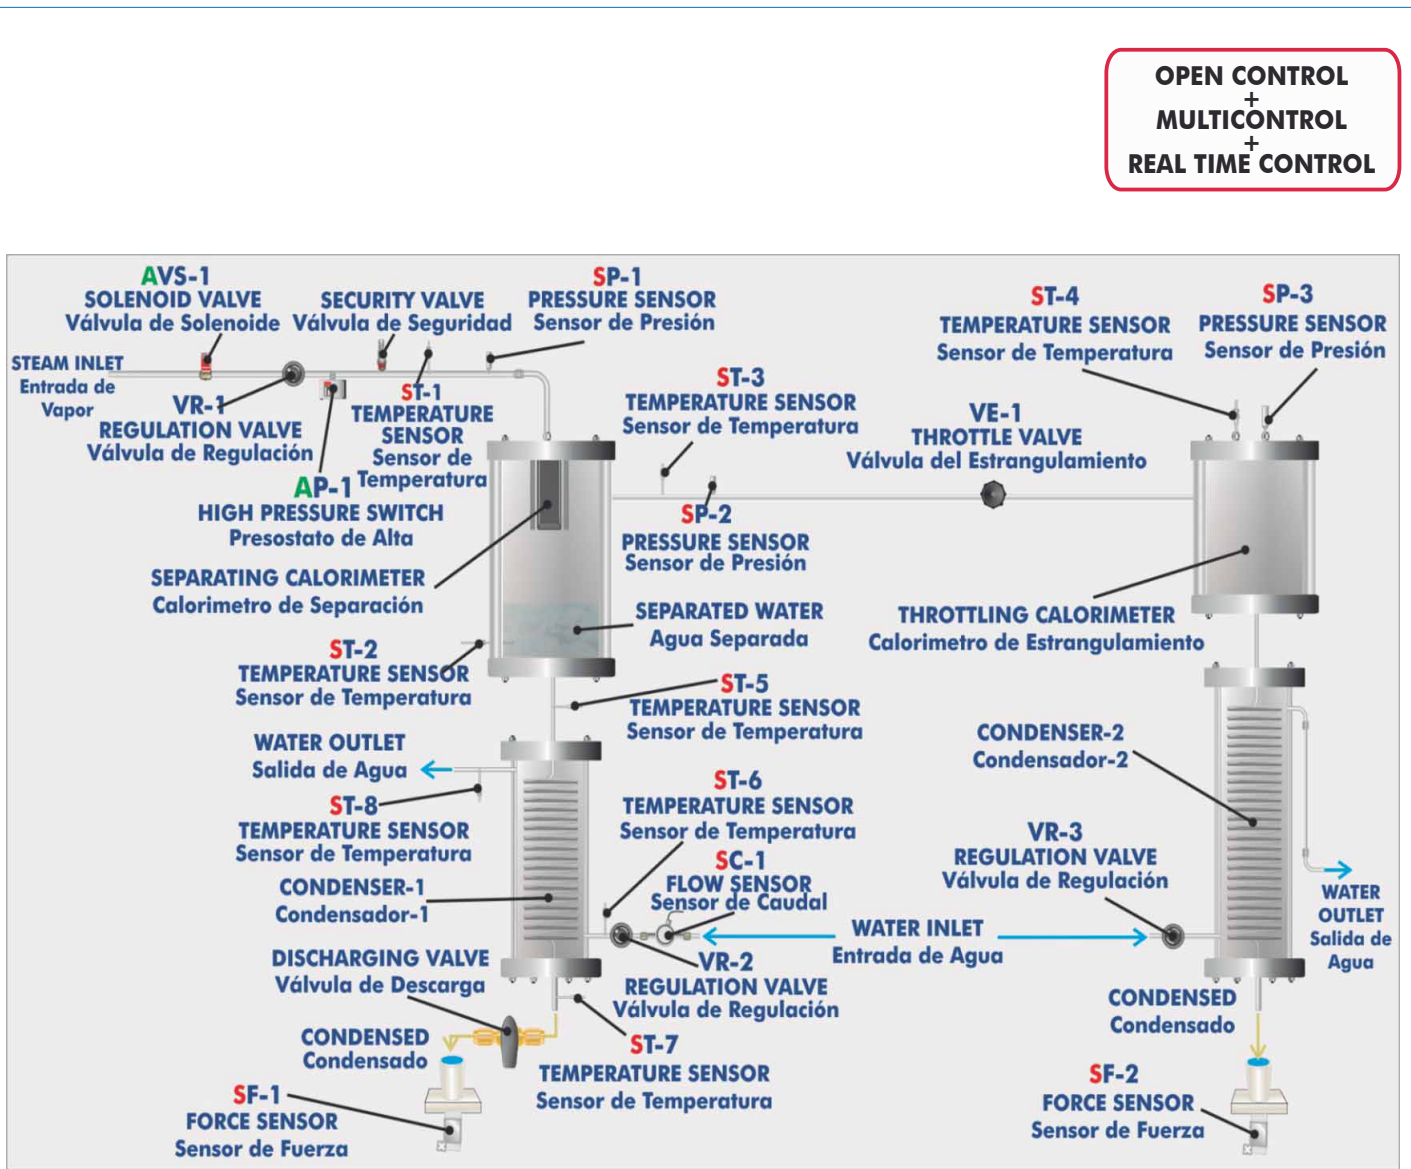 OPEN CONTROL
+
MULTICONTROL
+
REAL TIME CONTROL
AVS-1
SOLENOID VALVE
Válvula de Solenoide
SECURITY VALVE
Válvula de Seguridad
SP-1
PRESSURE SENSOR
Sensor de Presión
ST-4
TEMPERATURE SENSOR
Sensor de Temperatura
SP-3
PRESSURE SENSOR
Sensor de Presión
STEAM INLET
Entrada de
Vapor
VR-1
REGULATION VALVE
Válvula de Regulación
ST-1
TEMPERATURE
SENSOR
Sensor de
Temperatura
ST-3
TEMPERATURE SENSOR
Sensor de Temperatura
VE-1
THROTTLE VALVE
Válvula del Estrangulamiento
AP-1
HIGH PRESSURE SWITCH
Presostato de Alta
SP-2
PRESSURE SENSOR
Sensor de Presión
SEPARATING CALORIMETER
Calorimetro de Separación
SEPARATED WATER
Agua Separada
THROTTLING CALORIMETER
Calorimetro de Estrangulamiento
ST-2
TEMPERATURE SENSOR
Sensor de Temperatura
ST-5
TEMPERATURE SENSOR
Sensor de Temperatura
WATER OUTLET
Salida de Agua
CONDENSER-2
Condensador-2
ST-8
TEMPERATURE SENSOR
Sensor de Temperatura
ST-6
TEMPERATURE SENSOR
Sensor de Temperatura
VR-3
REGULATION VALVE
Válvula de Regulación
SC-1
FLOW SENSOR
Sensor de Caudal
CONDENSER-1
Condensador-1
WATER
OUTLET
Salida de
Agua
WATER INLET
Entrada de Agua
DISCHARGING VALVE
Válvula de Descarga
VR-2
REGULATION VALVE
Válvula de Regulación
CONDENSED
Condensado
CONDENSED
Condensado
ST-7
TEMPERATURE SENSOR
Sensor de Temperatura
SF-1
FORCE SENSOR
Sensor de Fuerza
SF-2
FORCE SENSOR
Sensor de Fuerza